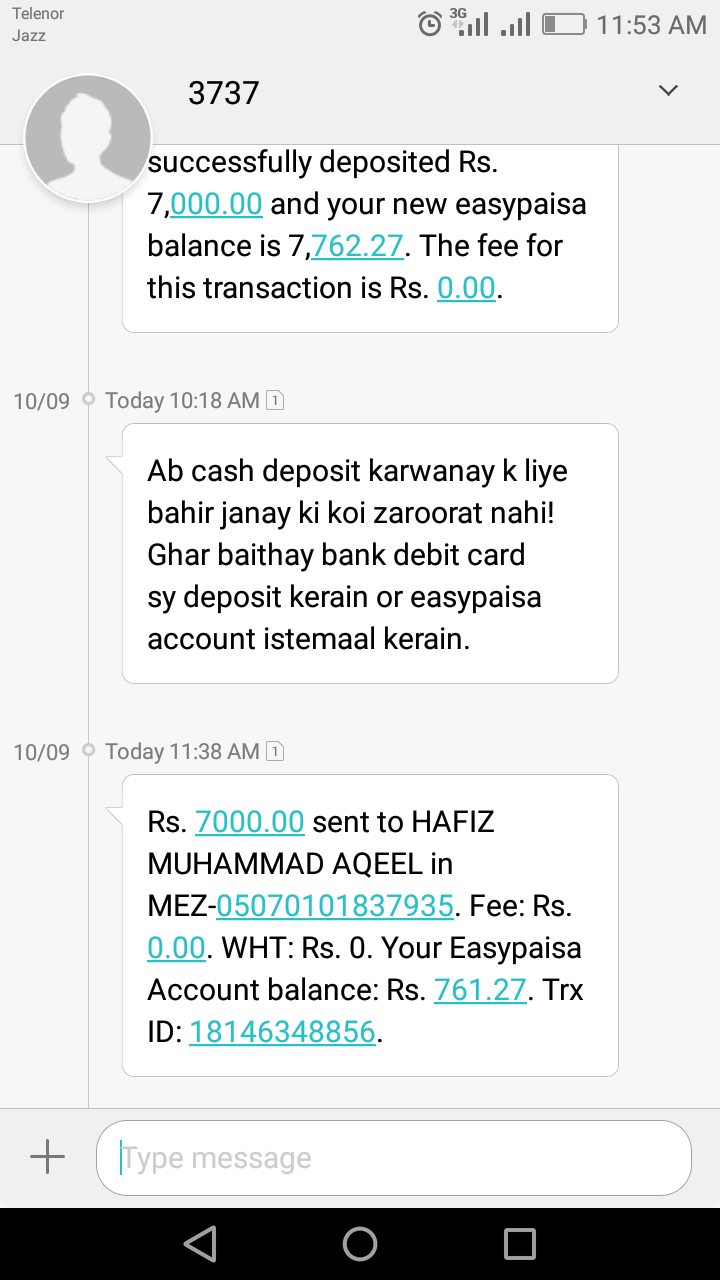 Telenor
Jazz
3G
11:53 AM
3737
successfully deposited Rs.
7,000.00 and your new easypaisa
balance is 7,762.27. The fee for
this transaction is Rs. 0.00.
10/09 Today 10:18 AM 1
Ab cash deposit karwanay k liye
bahir janay ki koi zaroorat nahi!
Ghar baithay bank debit card
sy deposit kerain or easypaisa
account istemaal kerain.
10/09 Today 11:38 AM 1
Rs. 7000.00 sent to HAFIZ
MUHAMMAD AQEEL in
MEZ-05070101837935. Fee: Rs.
0.00. WHT: Rs. 0. Your Easypaisa
Account balance: Rs. 761.27. Trx
ID: 18146348856.
Type message